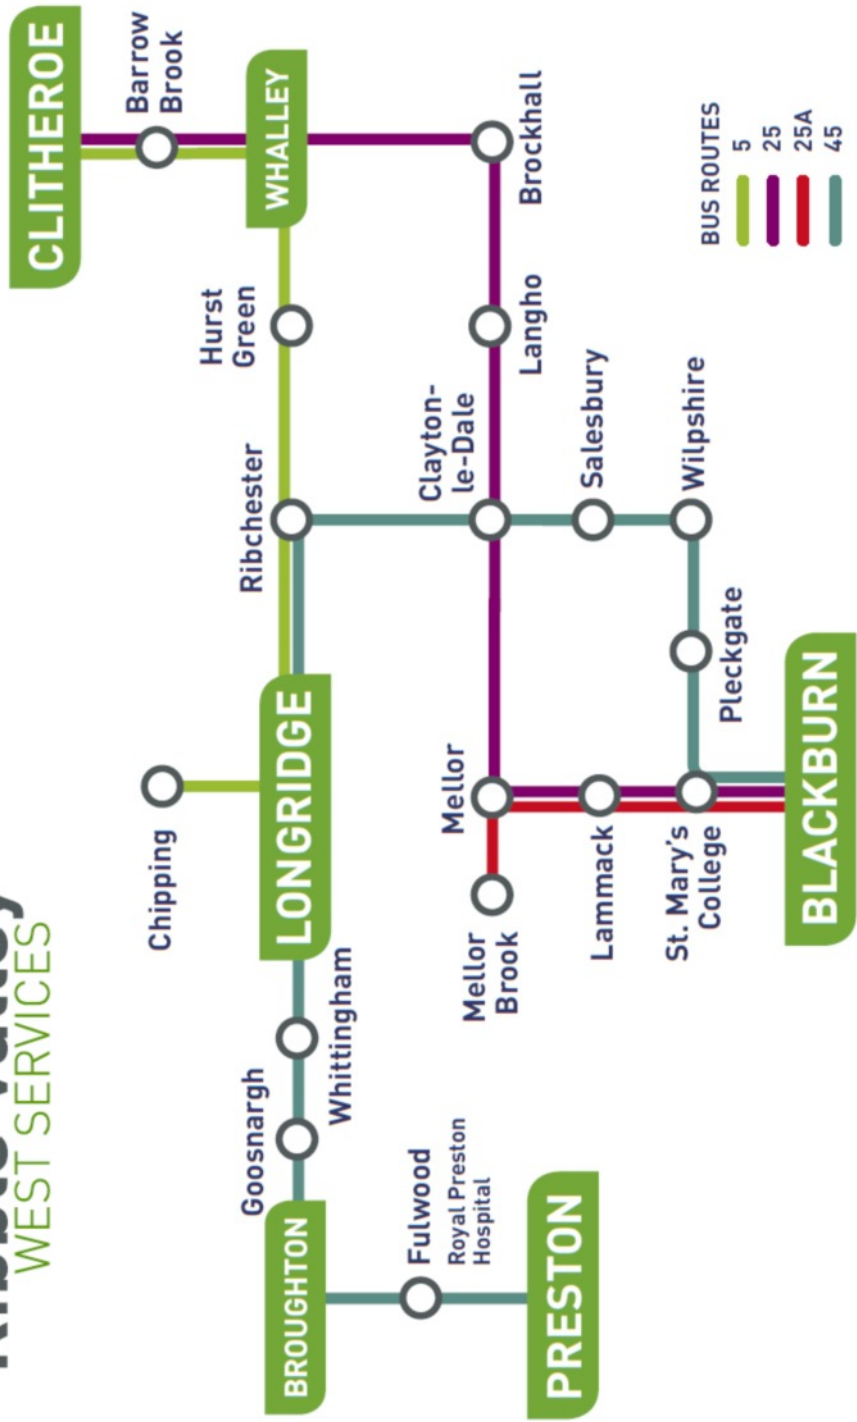 WEST SERVICES
BROUGHTON
PRESTON
Fulwood
Royal Preston
Hospital
Goosnargh
Whittingham
LONGRIDGE
Chipping
Mellor
Brook
Mellor
Lammack
St. Mary's
College
BLACKBURN
Pleckgate
Wilpshire
Salesbury
Clayton-
le-Dale
Ribchester
Hurst
Green
Langho
Brockhall
WHALLEY
Barrow
Brook
CLITHEROE
BUS ROUTES
5
25
25A
45